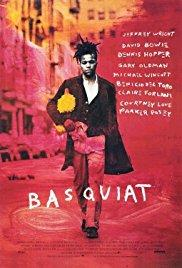 JEFFREY WRIGHT
DAVID BOWIE
DENNIS HOPPER
GARY OLDMAN
MICHAEL WINCOTT
BENICIO DEL TORO
CLAIRE FORLANI
COURTNEY LOVE
PARKER POSEY
BASQUIAT